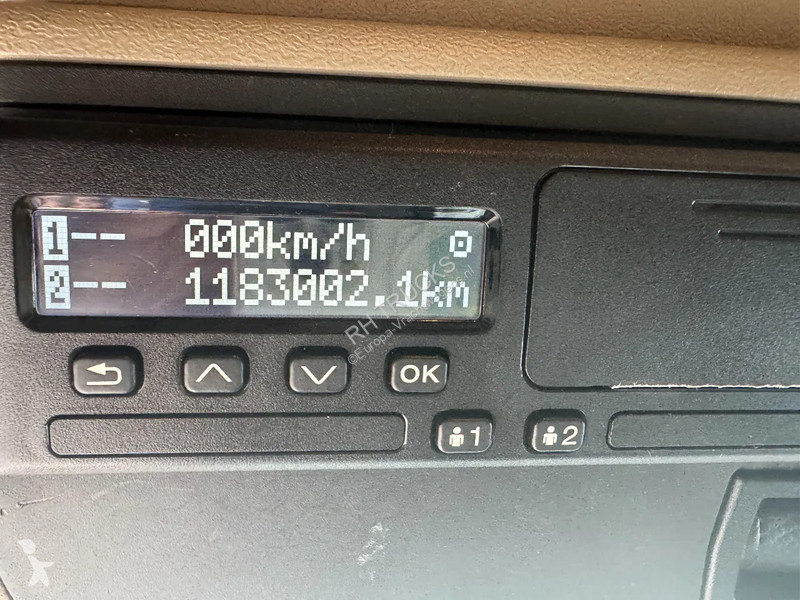 1-- 000km/h
2-- 1183002,1km
OK
1
2
RH TRUCKS